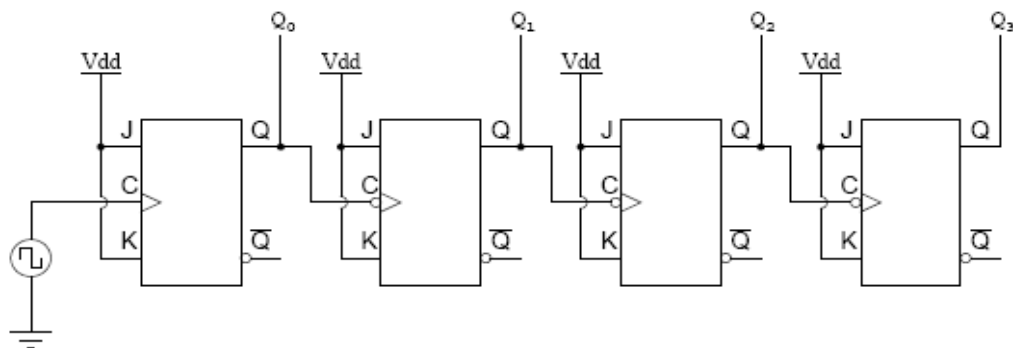 Q₀ Q₁ Q₂ Q₃
Vdd Vdd Vdd Vdd
J Q J Q J Q J Q
C C C C
K Q̅ K Q̅ K Q̅ K Q̅